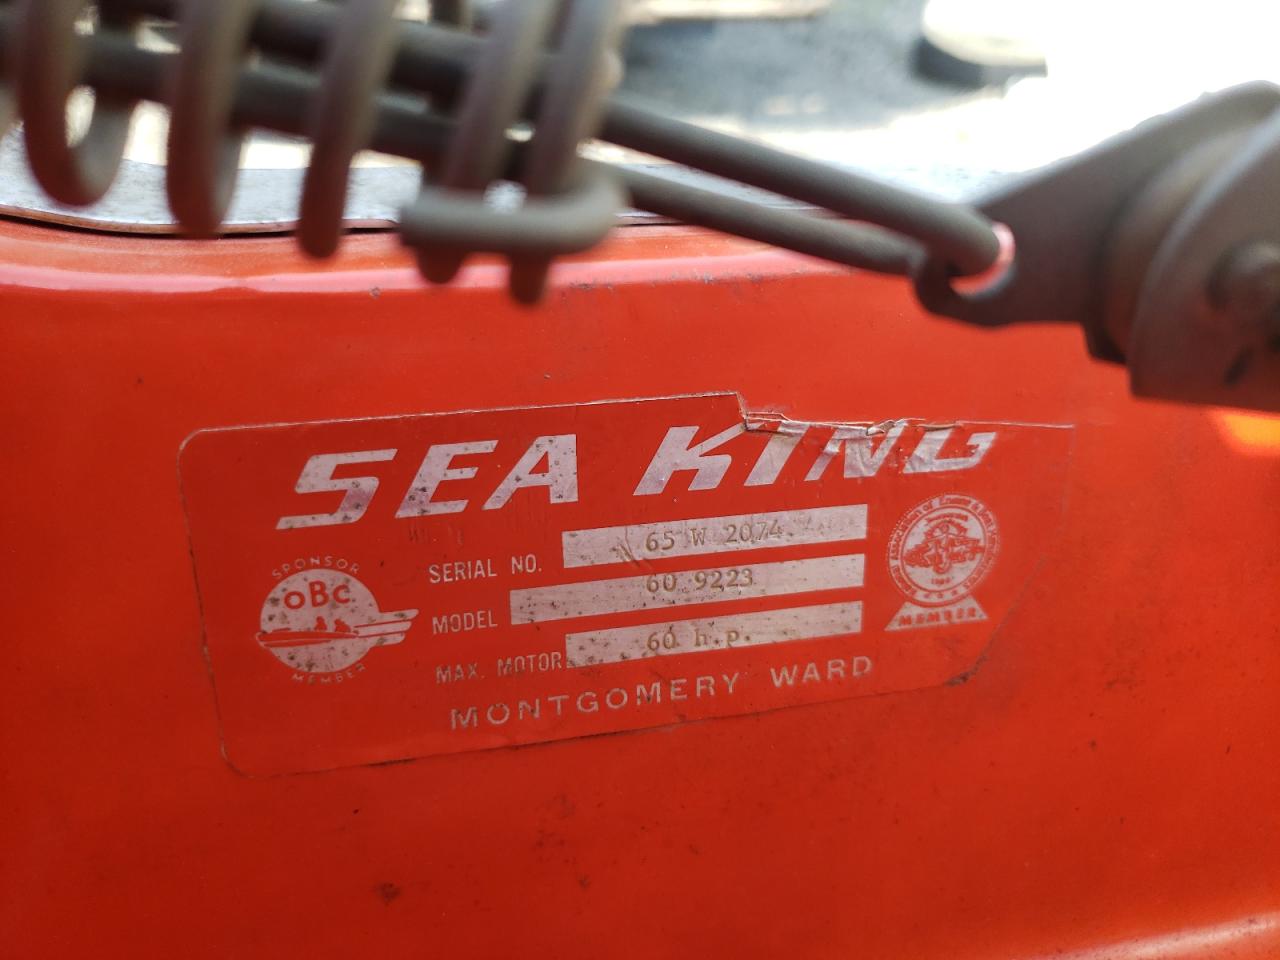 SEA KING
SERIAL NO. 65 W 2074
SPONSOR
OBC.
MEMBER
MODEL 60 9223
MAX. MOTOR 60 h.p.
MEMBER
MONTGOMERY WARD